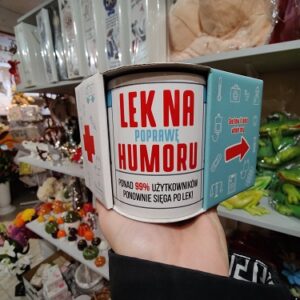 LEK NA
POPRAWĘ
HUMORU
PONAD 99% UŻYTKOWNIKÓW
PONOWNIE SIĘGA PO LEK!